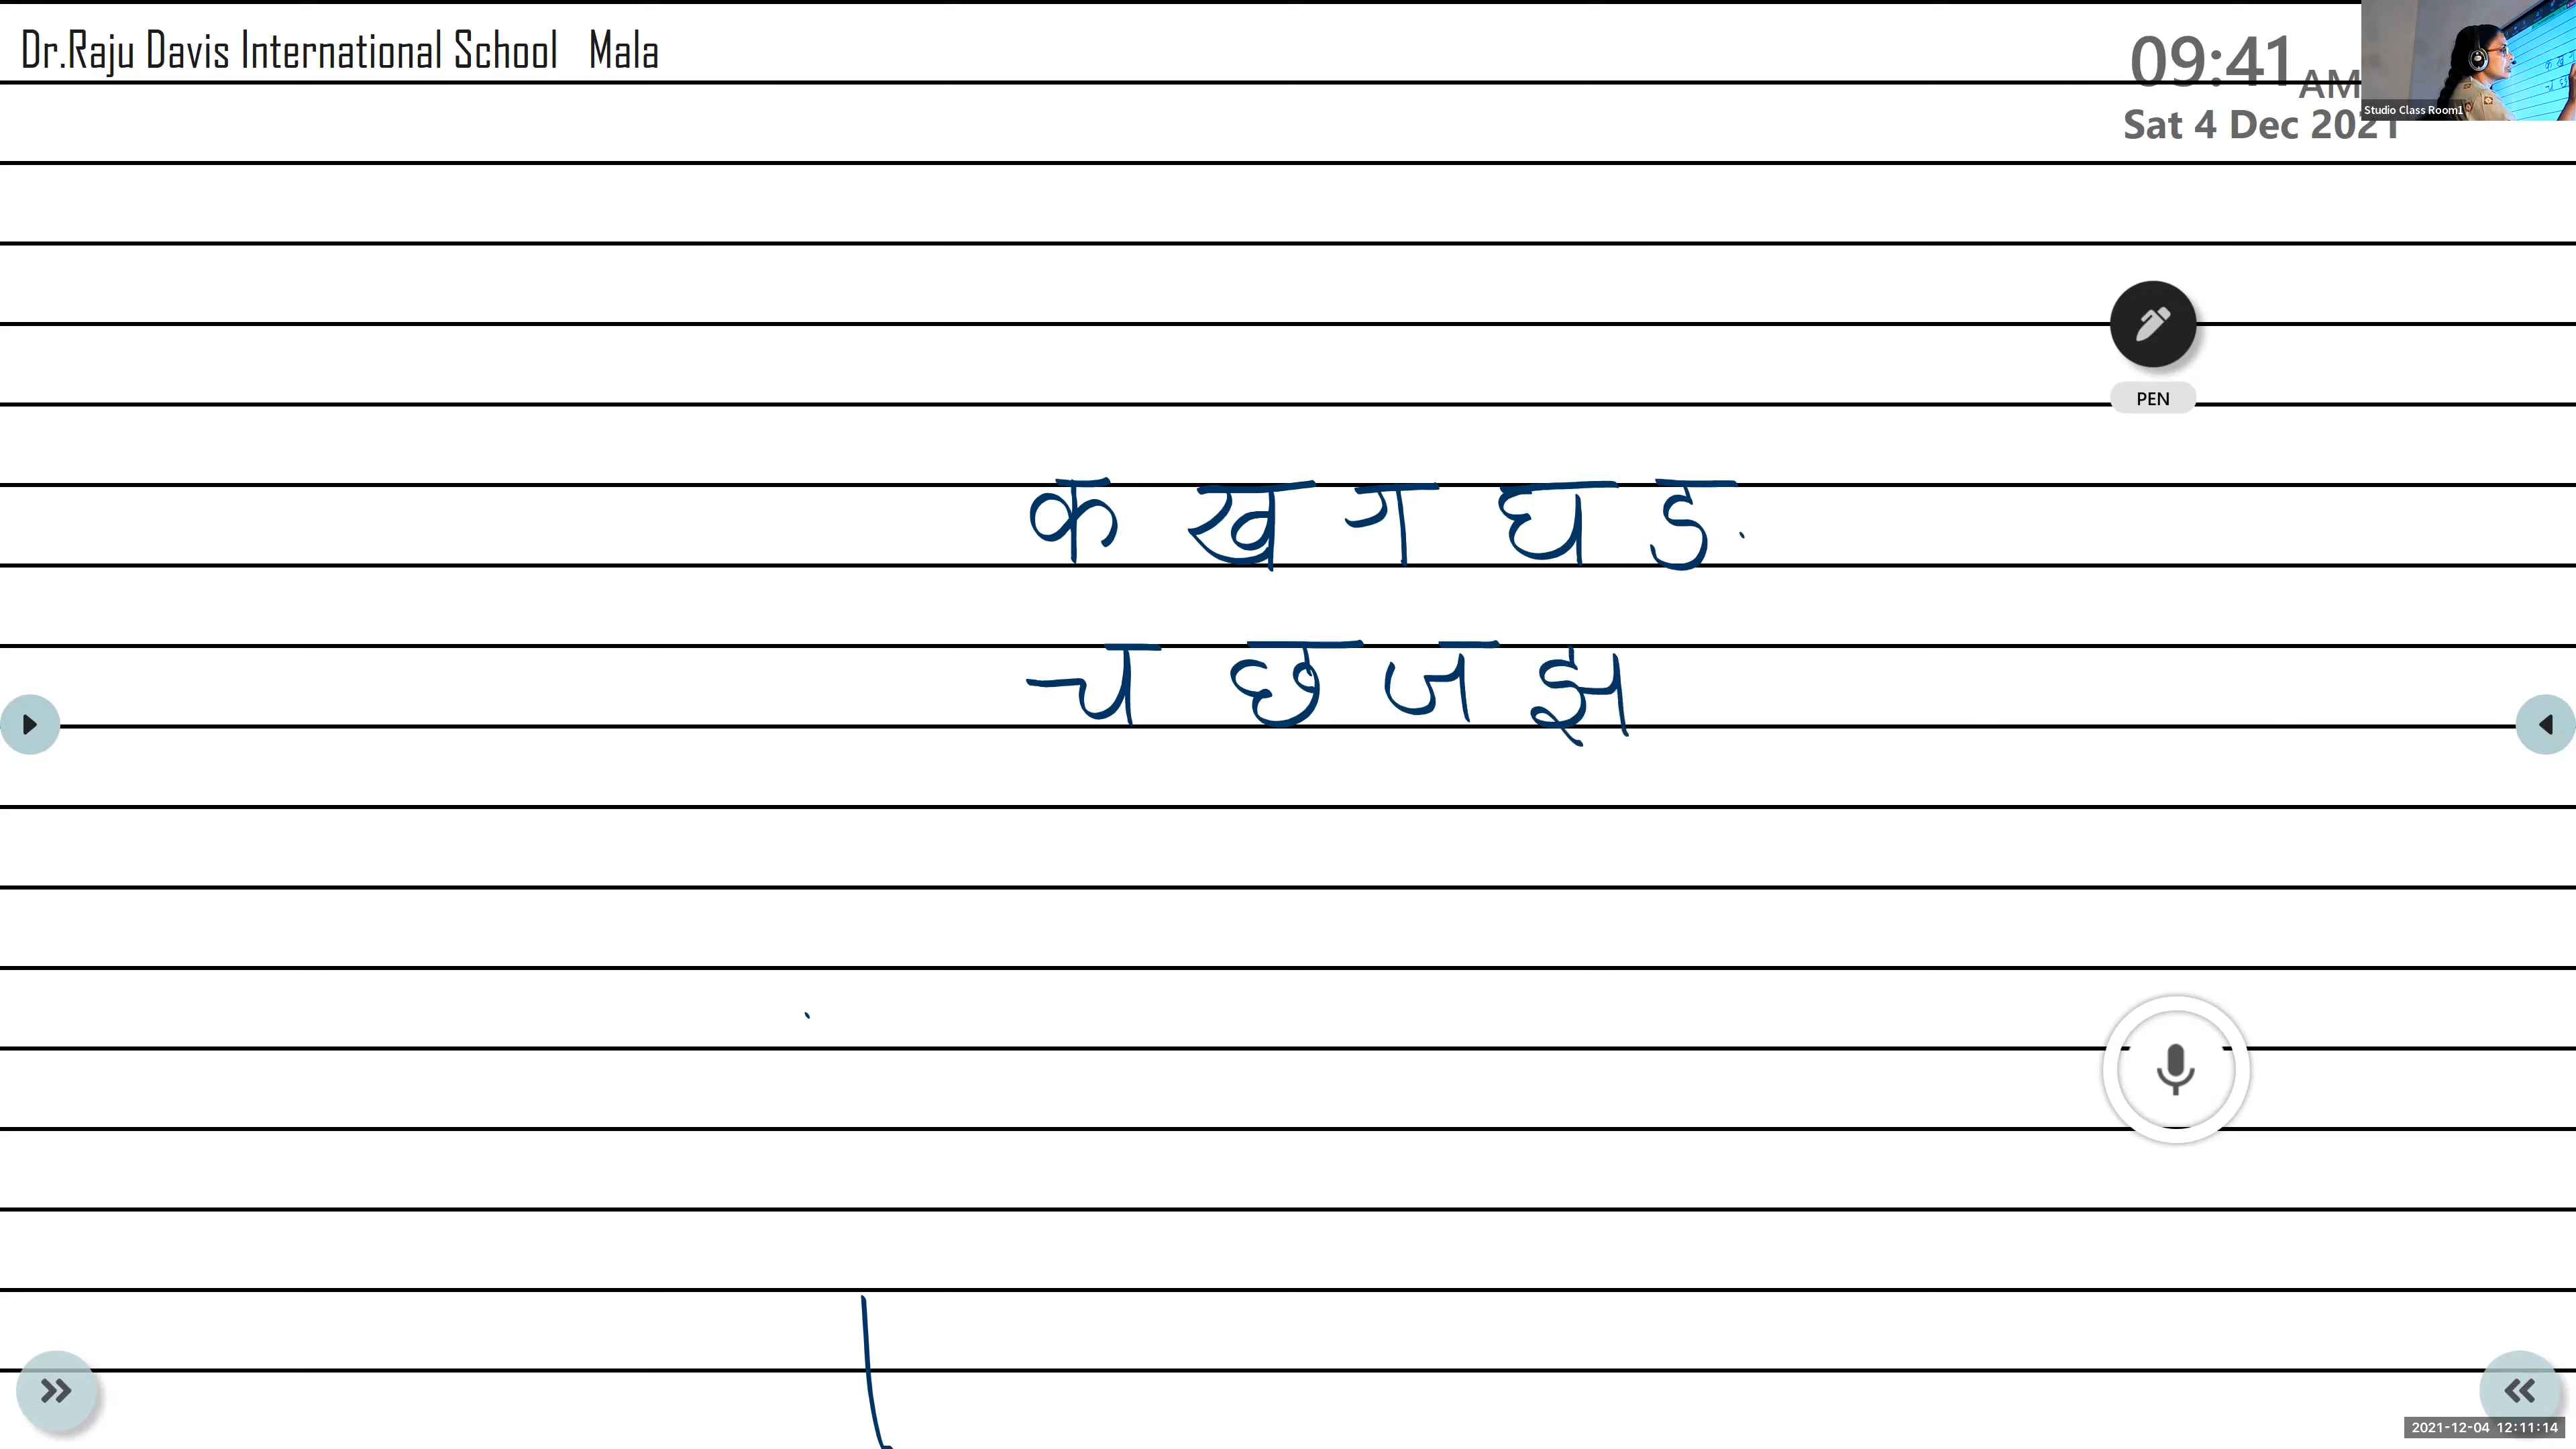 Dr.Raju Davis International School Mala
09:41 AM
Studio Class Room1
Sat 4 Dec 2021
PEN
क ख ग घ ङ
च छ ज झ
2021-12-04 12:11:14